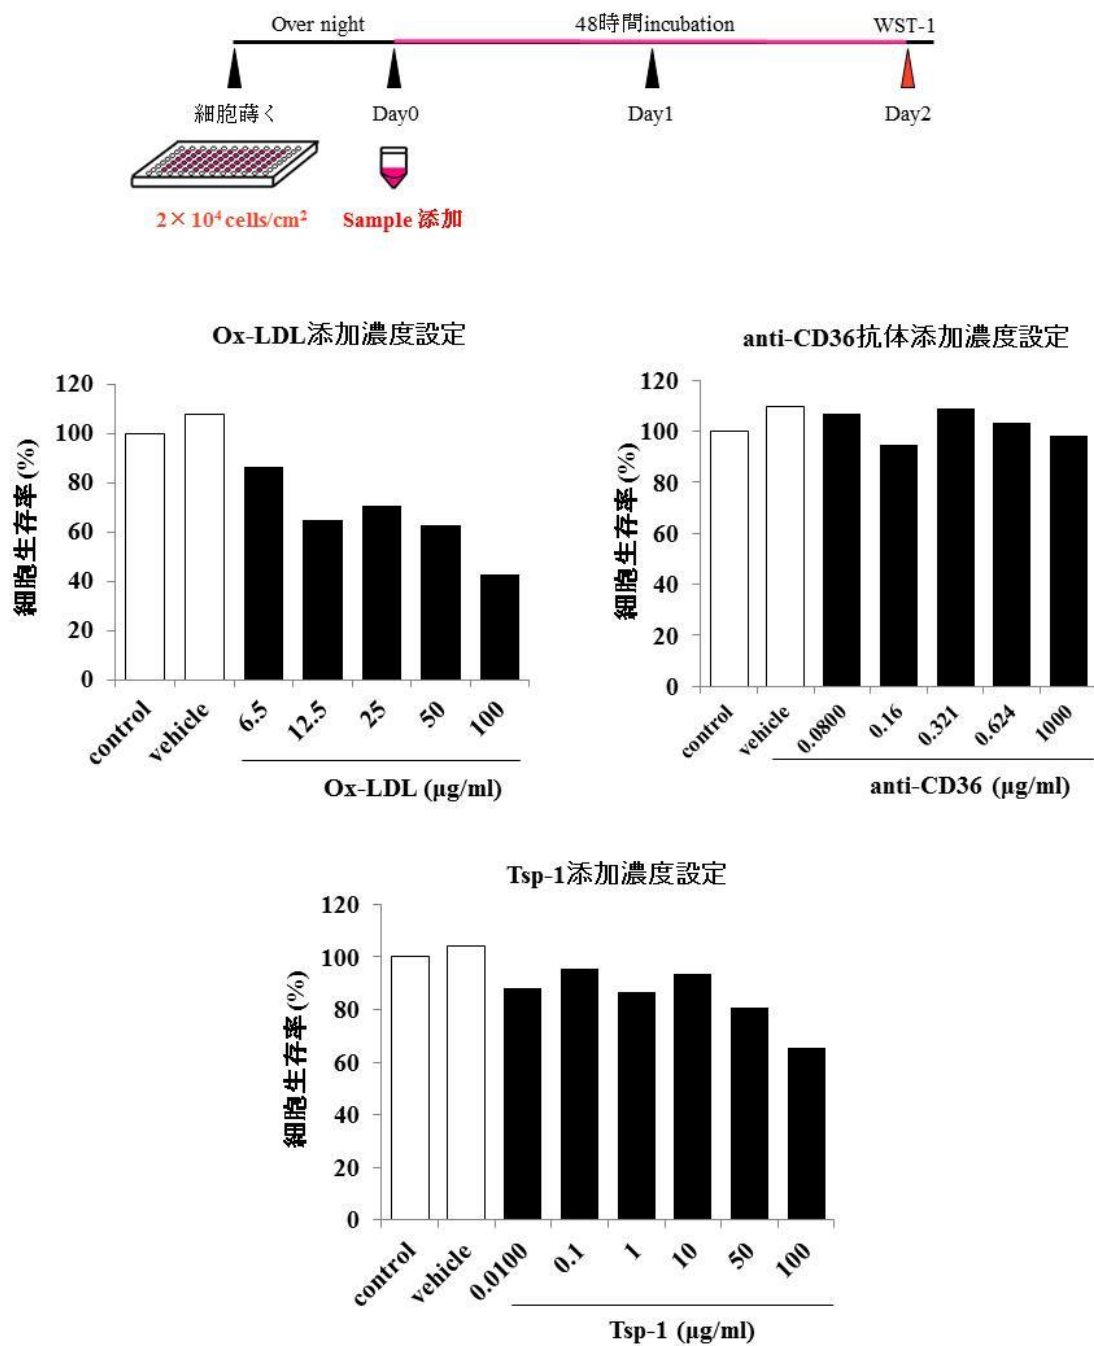 Over night 48時間incubation WST-1
細胞蒔く Day0 Day1 Day2
2×10⁴ cells/cm² Sample 添加
Ox-LDL添加濃度設定
細胞生存率(%)
120
100
80
60
40
20
0
control vehicle 6.5 12.5 25 50 100
Ox-LDL (μg/ml)
anti-CD36抗体添加濃度設定
細胞生存率(%)
120
100
80
60
40
20
0
control vehicle 0.0800 0.16 0.321 0.624 1000
anti-CD36 (μg/ml)
Tsp-1添加濃度設定
細胞生存率(%)
120
100
80
60
40
20
0
control vehicle 0.0100 0.1 1 10 50 100
Tsp-1 (μg/ml)